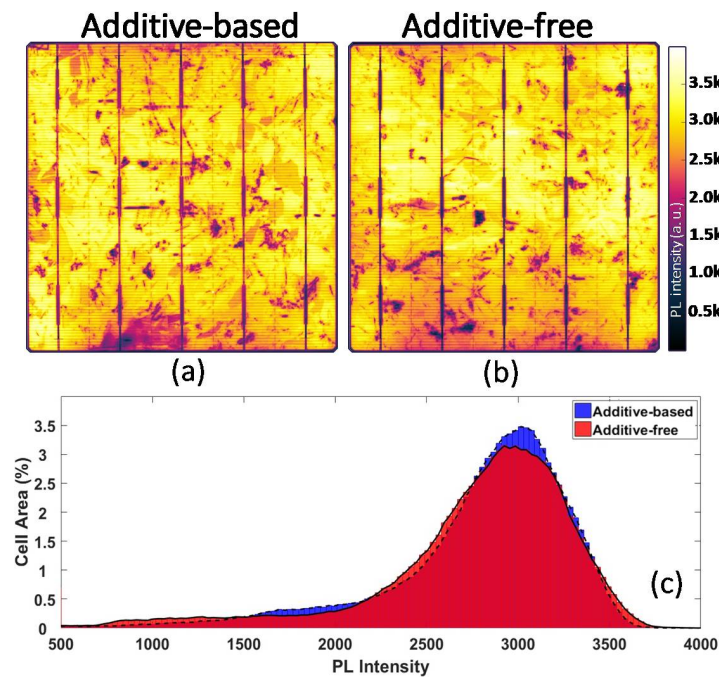 Additive-based
Additive-free
3.5k
3.0k
2.5k
2.0k
1.5k
1.0k
0.5k
PL intensity (a.u.)
(a)
(b)
3.5
3
2.5
2
1.5
1
0.5
0
Cell Area (%)
Additive-based
Additive-free
(c)
500
1000
1500
2000
2500
3000
3500
4000
PL Intensity